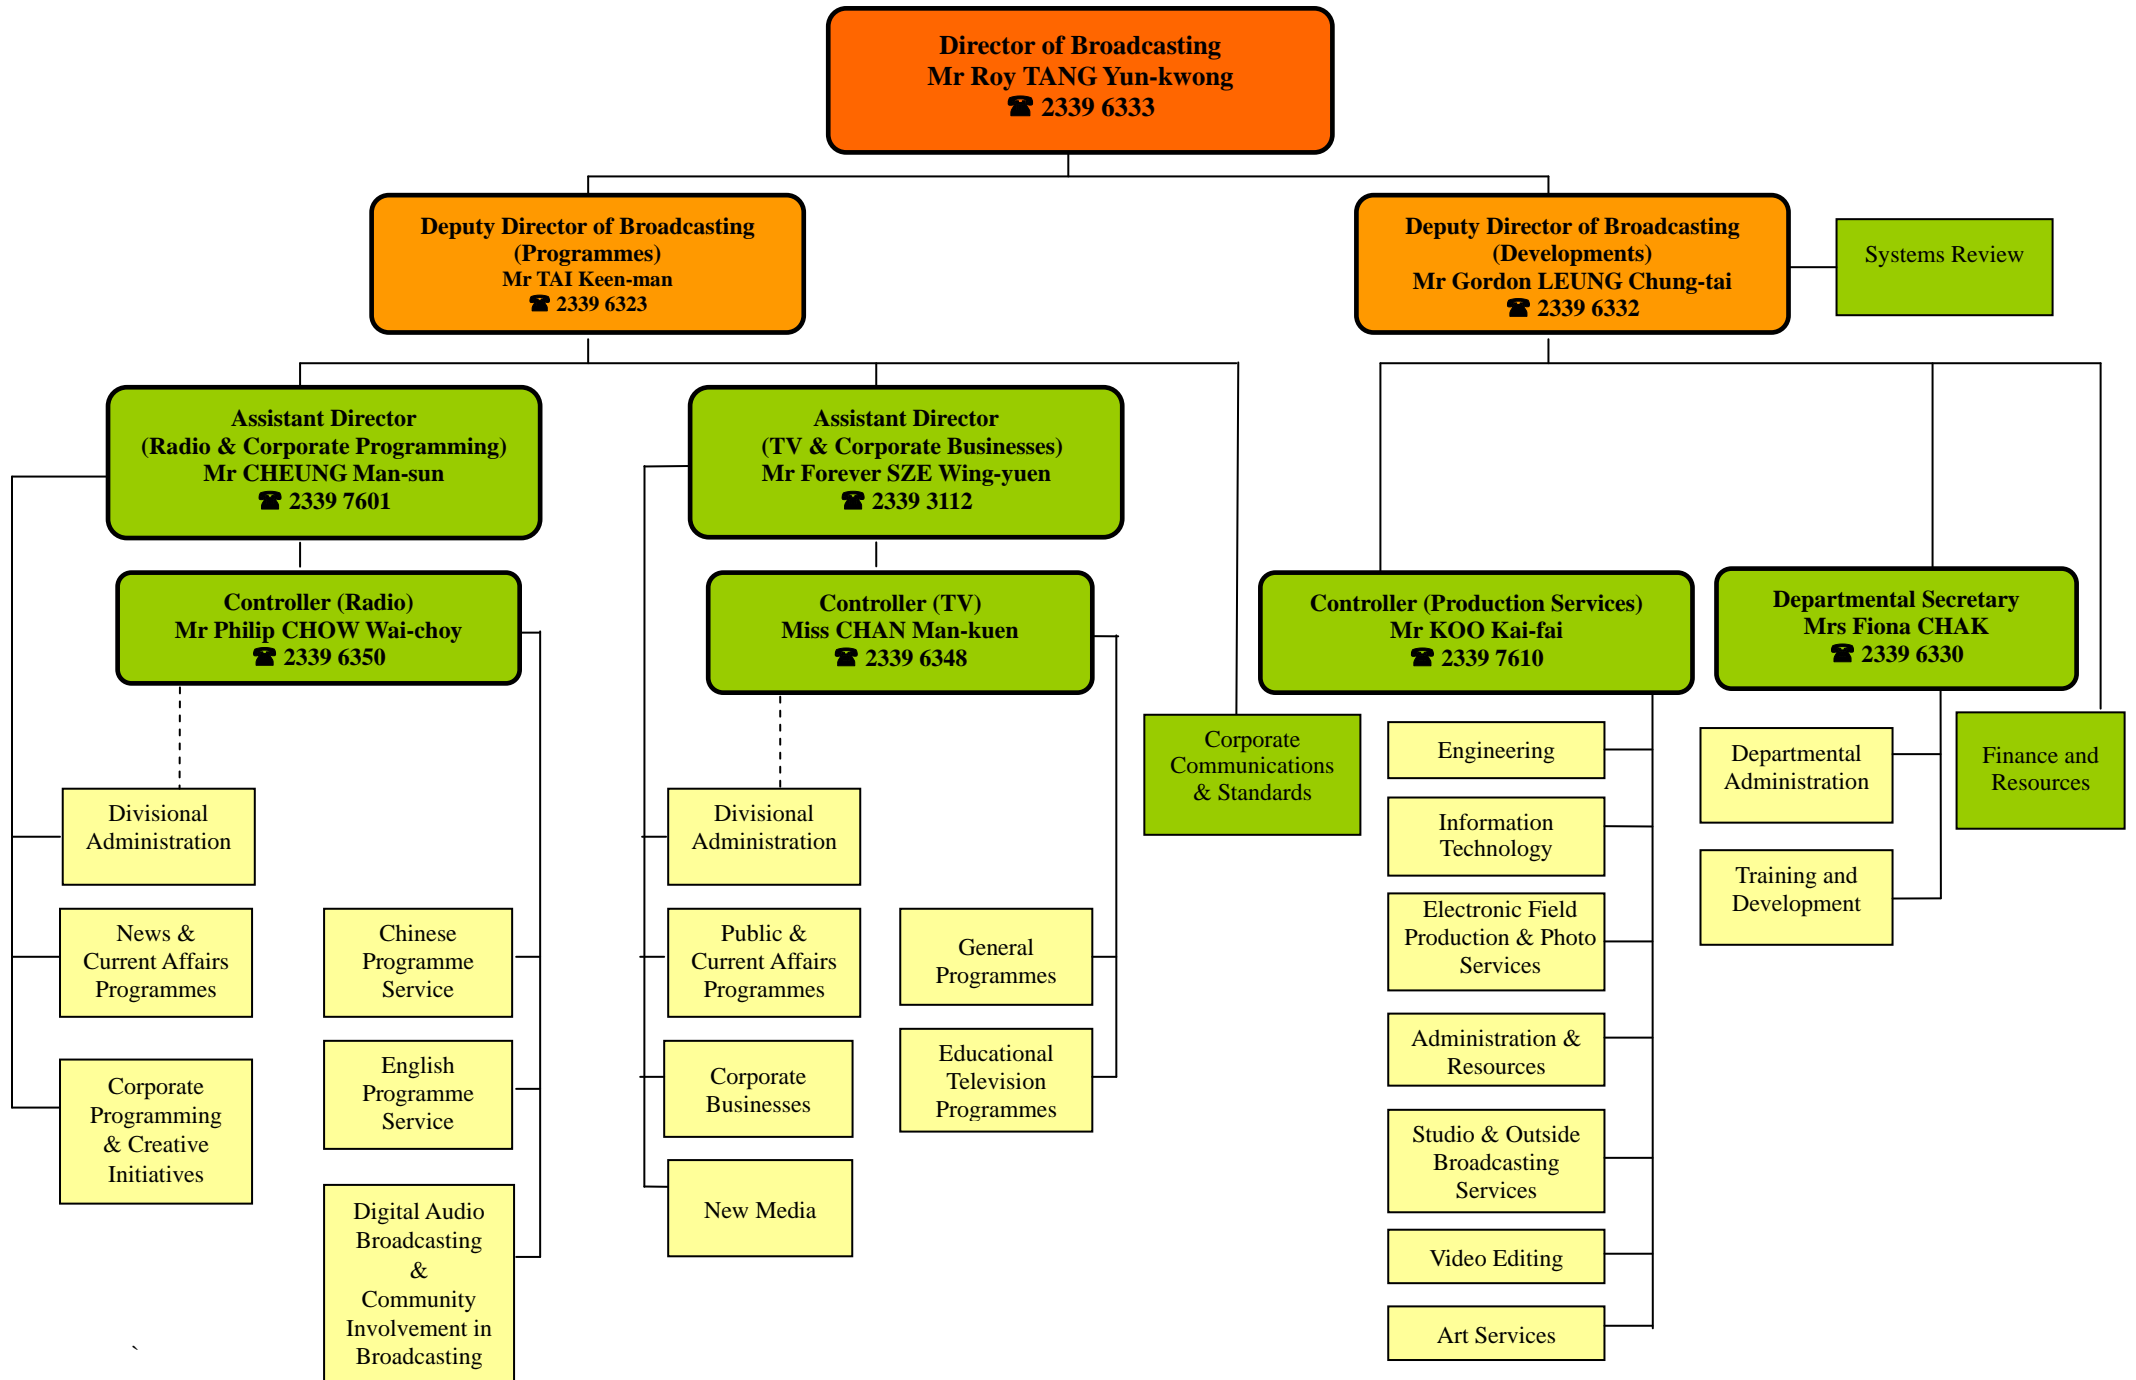 Director of Broadcasting
Mr Roy TANG Yun-kwong
☎ 2339 6333
Deputy Director of Broadcasting
(Programmes)
Mr TAI Keen-man
☎ 2339 6323
Deputy Director of Broadcasting
(Developments)
Mr Gordon LEUNG Chung-tai
☎ 2339 6332
Systems Review
Assistant Director
(Radio & Corporate Programming)
Mr CHEUNG Man-sun
☎ 2339 7601
Assistant Director
(TV & Corporate Businesses)
Mr Forever SZE Wing-yuen
☎ 2339 3112
Controller (Radio)
Mr Philip CHOW Wai-choy
☎ 2339 6350
Controller (TV)
Miss CHAN Man-kuen
☎ 2339 6348
Controller (Production Services)
Mr KOO Kai-fai
☎ 2339 7610
Departmental Secretary
Mrs Fiona CHAK
☎ 2339 6330
Divisional
Administration
News &
Current Affairs
Programmes
Corporate
Programming
& Creative
Initiatives
Chinese
Programme
Service
English
Programme
Service
Digital Audio
Broadcasting
&
Community
Involvement in
Broadcasting
Divisional
Administration
Public &
Current Affairs
Programmes
Corporate
Businesses
New Media
General
Programmes
Educational
Television
Programmes
Corporate
Communications
& Standards
Engineering
Information
Technology
Electronic Field
Production & Photo
Services
Administration &
Resources
Studio & Outside
Broadcasting
Services
Video Editing
Art Services
Departmental
Administration
Training and
Development
Finance and
Resources
`